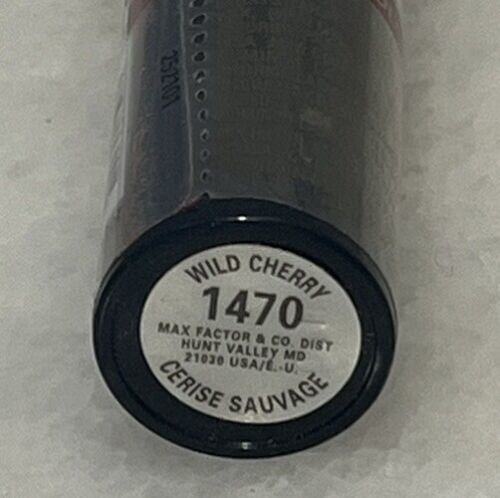 WILD CHERRY
1470
MAX FACTOR & CO. DIST
HUNT VALLEY MD
21030 USA/E.-U.
CERISE SAUVAGE